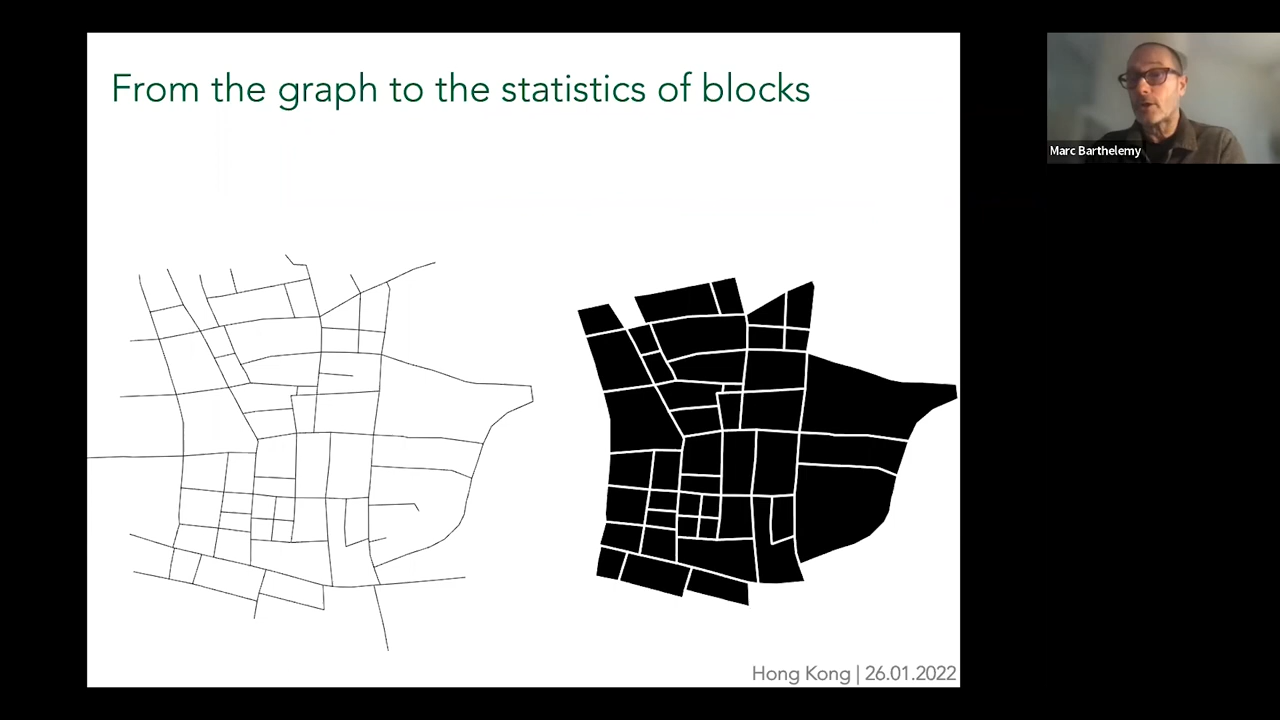 From the graph to the statistics of blocks
Marc Barthelemy
Hong Kong | 26.01.2022